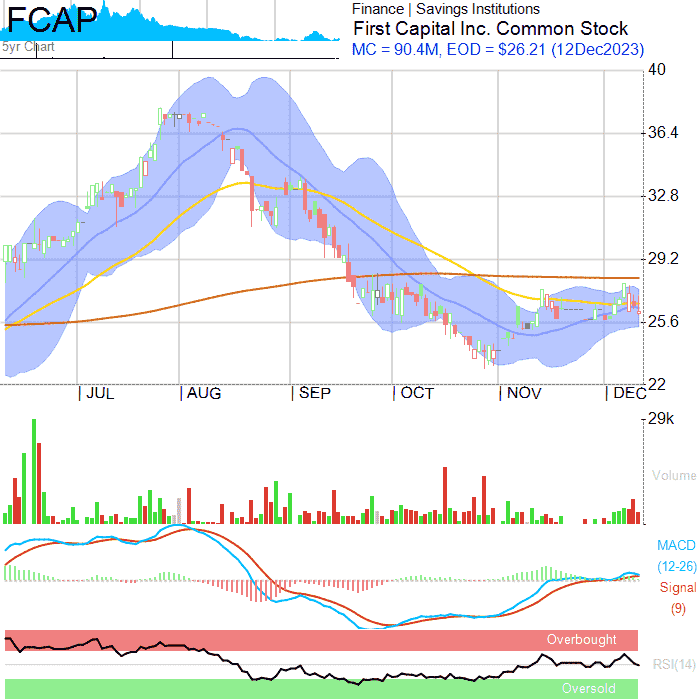 FCAP
5yr Chart
Finance | Savings Institutions
First Capital Inc. Common Stock
MC = 90.4M, EOD = $26.21 (12Dec2023)
40
36.4
32.8
29.2
25.6
22
JUL AUG SEP OCT NOV DEC
29k
Volume
MACD
(12-26)
Signal
(9)
Overbought
RSI(14)
Oversold